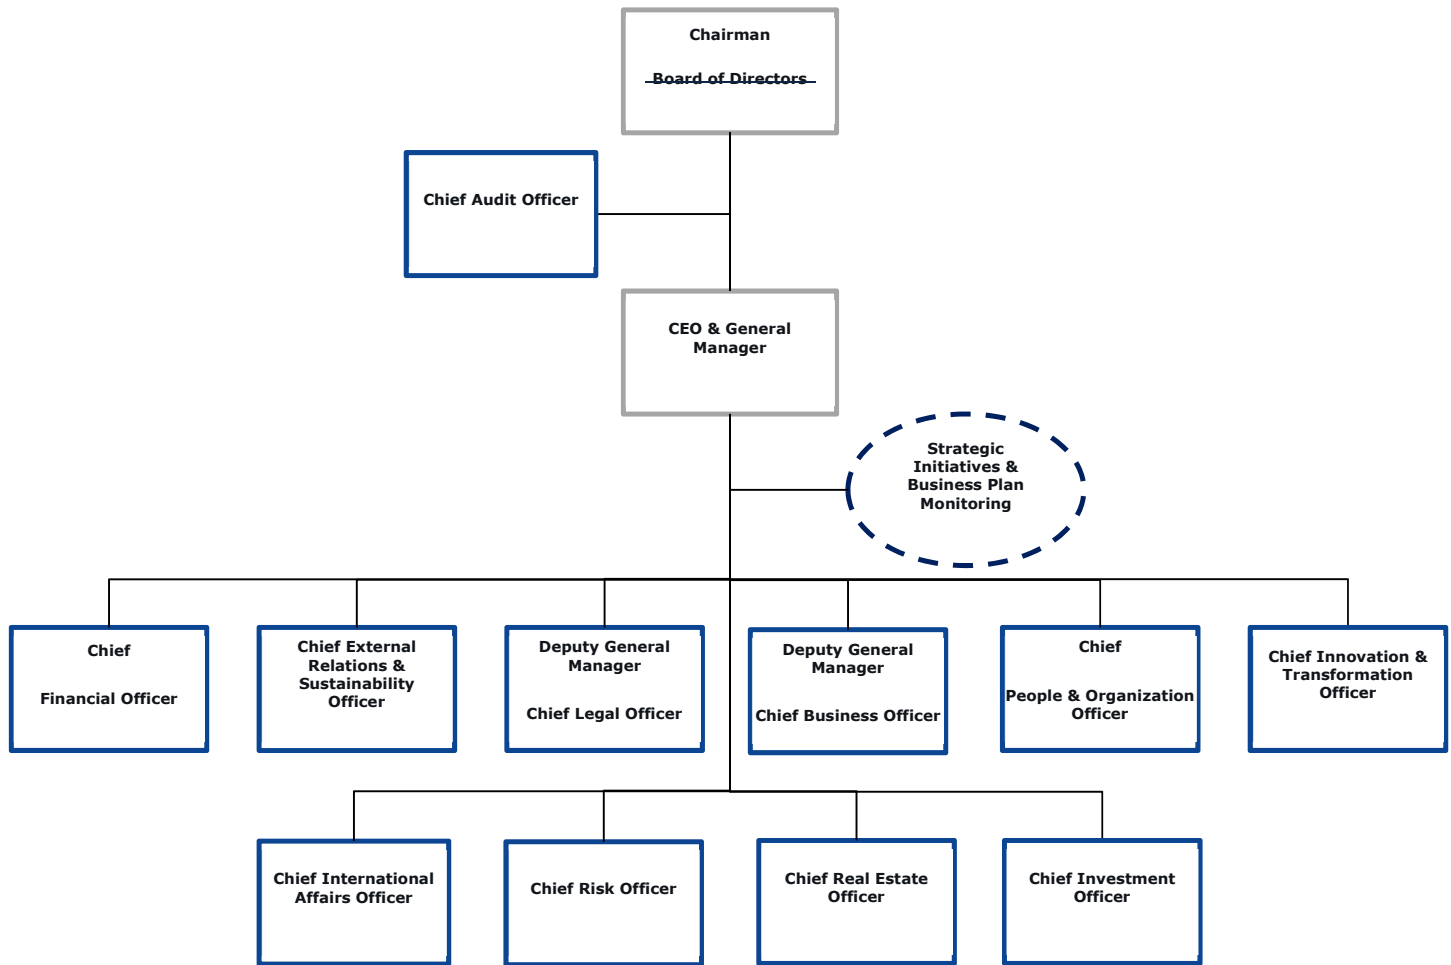 Chairman
Board of Directors
Chief Audit Officer
CEO & General
Manager
Strategic
Initiatives &
Business Plan
Monitoring
Chief
Financial Officer
Chief External
Relations &
Sustainability
Officer
Deputy General
Manager
Chief Legal Officer
Deputy General
Manager
Chief Business Officer
Chief
People & Organization
Officer
Chief Innovation &
Transformation
Officer
Chief International
Affairs Officer
Chief Risk Officer
Chief Real Estate
Officer
Chief Investment
Officer